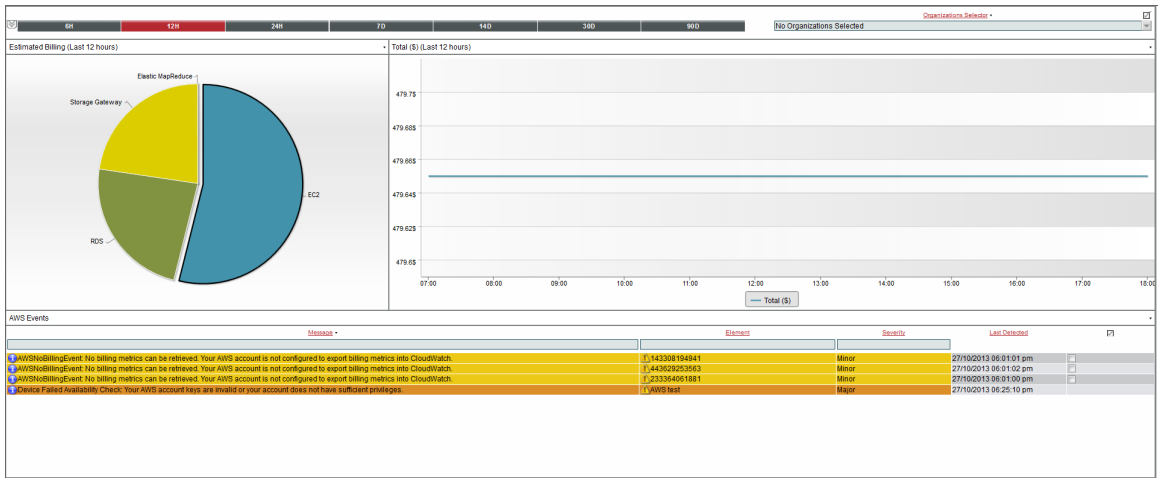 6H 12H 24H 7D 14D 30D 90D
Organizations Selector
No Organizations Selected
Estimated Billing (Last 12 hours)
Total ($) (Last 12 hours)
Elastic MapReduce
Storage Gateway
EC2
RDS
479.7$
479.68$
479.66$
479.64$
479.62$
479.6$
07:00 08:00 09:00 10:00 11:00 12:00 13:00 14:00 15:00 16:00 17:00 18:00
Total ($)
AWS Events
Message Element Severity Last Detected
AWSNoBillingEvent: No billing metrics can be retrieved. Your AWS account is not configured to export billing metrics into CloudWatch. 143308194941 Minor 27/10/2013 06:01:01 pm
AWSNoBillingEvent: No billing metrics can be retrieved. Your AWS account is not configured to export billing metrics into CloudWatch. 443629253563 Minor 27/10/2013 06:01:02 pm
AWSNoBillingEvent: No billing metrics can be retrieved. Your AWS account is not configured to export billing metrics into CloudWatch. 233364061881 Minor 27/10/2013 06:01:00 pm
Device Failed Availability Check: Your AWS account keys are invalid or your account does not have sufficient privileges. AWS test Major 27/10/2013 06:25:10 pm